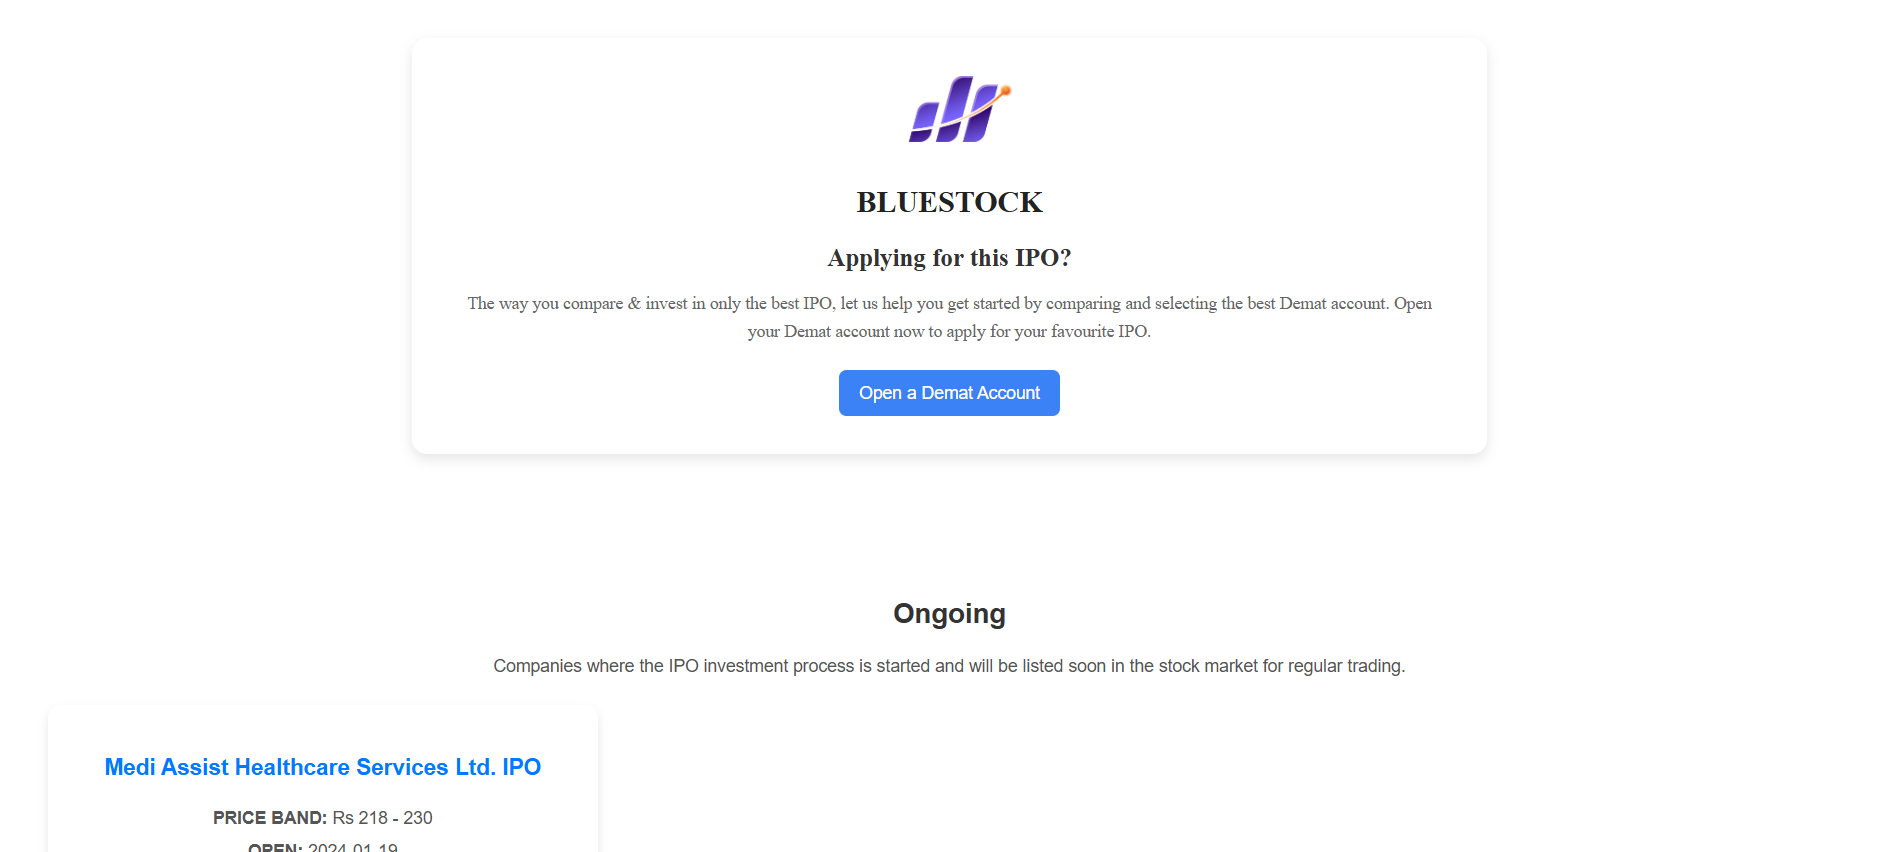 BLUESTOCK
Applying for this IPO?
The way you compare & invest in only the best IPO, let us help you get started by comparing and selecting the best Demat account. Open
your Demat account now to apply for your favourite IPO.
Open a Demat Account
Ongoing
Companies where the IPO investment process is started and will be listed soon in the stock market for regular trading.
Medi Assist Healthcare Services Ltd. IPO
PRICE BAND: Rs 218 - 230
OPEN: 2024-01-19